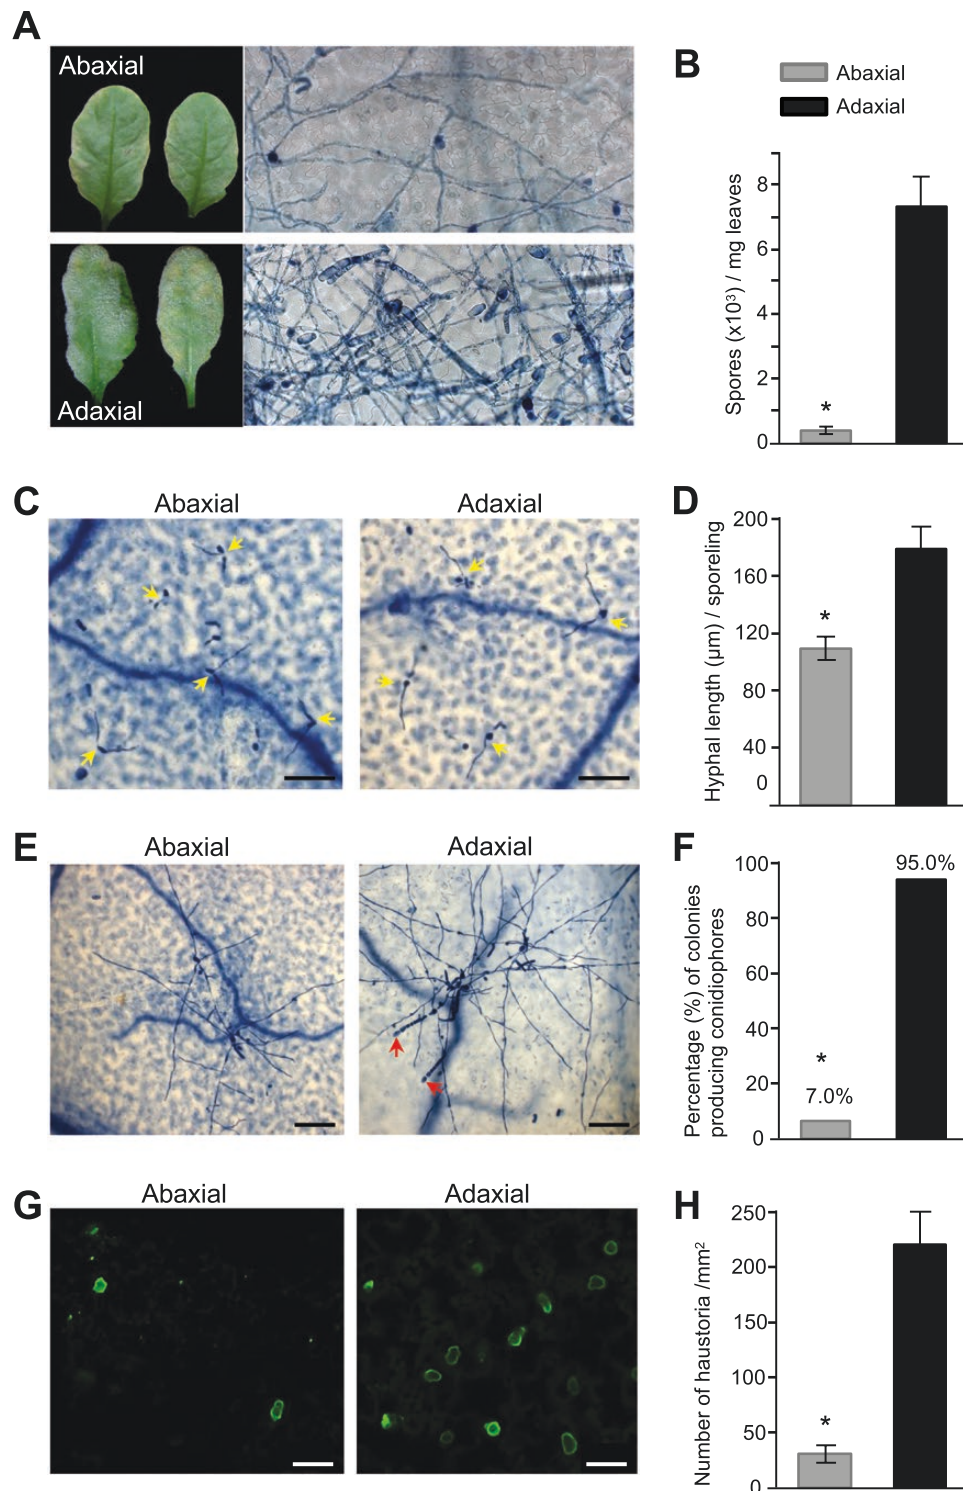 A
Abaxial
Adaxial
B
Abaxial
Adaxial
Spores (x10³) / mg leaves
8
6
4
2
0
*
C
Abaxial
Adaxial
D
Hyphal length (µm) / sporeling
200
160
120
80
40
0
*
E
Abaxial
Adaxial
F
Percentage (%) of colonies
producing conidiophores
100
80
60
40
20
0
*
7.0%
95.0%
G
Abaxial
Adaxial
H
Number of haustoria /mm²
250
200
150
100
50
0
*